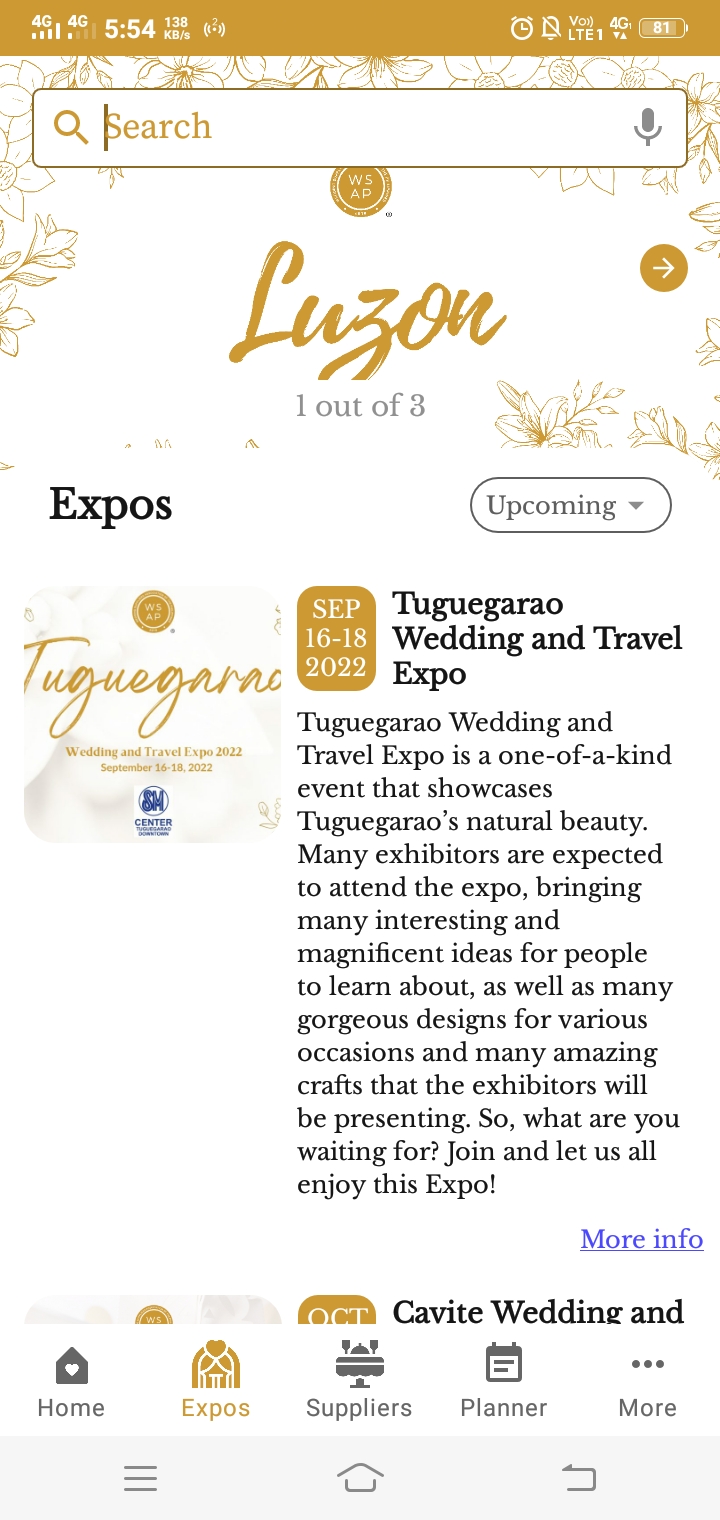 4G 4G 5:54 138 KB/s 2 Vo)) LTE1 4G 81
Search
WS
AP
Luzon
1 out of 3
Expos
Upcoming
WS
AP
Tuguegarao
Wedding and Travel Expo 2022
September 16-18, 2022
SM
CENTER
TUGUEGARAO
DOWNTOWN
SEP
16-18
2022
Tuguegarao
Wedding and Travel
Expo
Tuguegarao Wedding and
Travel Expo is a one-of-a-kind
event that showcases
Tuguegarao’s natural beauty.
Many exhibitors are expected
to attend the expo, bringing
many interesting and
magnificent ideas for people
to learn about, as well as many
gorgeous designs for various
occasions and many amazing
crafts that the exhibitors will
be presenting. So, what are you
waiting for? Join and let us all
enjoy this Expo!
More info
WS
OCT
Cavite Wedding and
Home
Expos
Suppliers
Planner
More